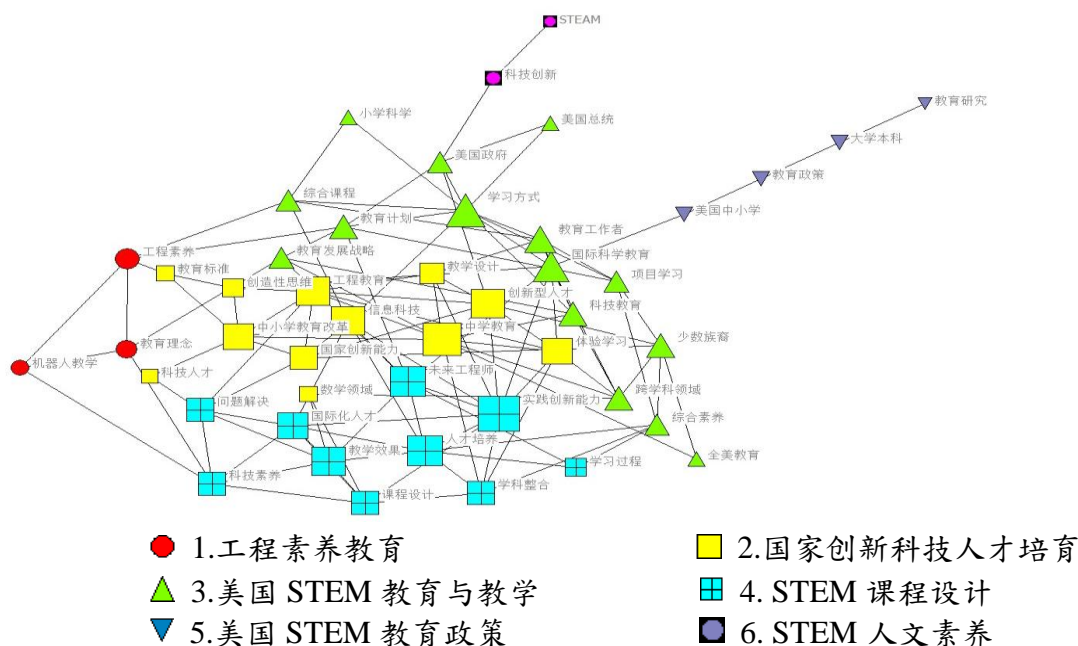 STEAM
科技创新
教育研究
小学科学
美国总统
大学本科
美国政府
教育政策
综合课程
学习方式
美国中小学
教育计划
教育工作者
工程素养
教育发展战略
国际科学教育
教育标准
创造性思维
工程教育
教学设计
项目学习
信息科技
创新型人才
科技教育
中小学教育改革
中学教育
少数族裔
机器人教学
教育理念
国家创新能力
体验学习
科技人才
未来工程师
数学领域
跨学科领域
问题解决
国际化人才
实践创新能力
综合素养
教学效果
人才培养
全美教育
科技素养
学习过程
课程设计
学科整合
1.工程素养教育
2.国家创新科技人才培育
3.美国 STEM 教育与教学
4. STEM 课程设计
5.美国 STEM 教育政策
6. STEM 人文素养